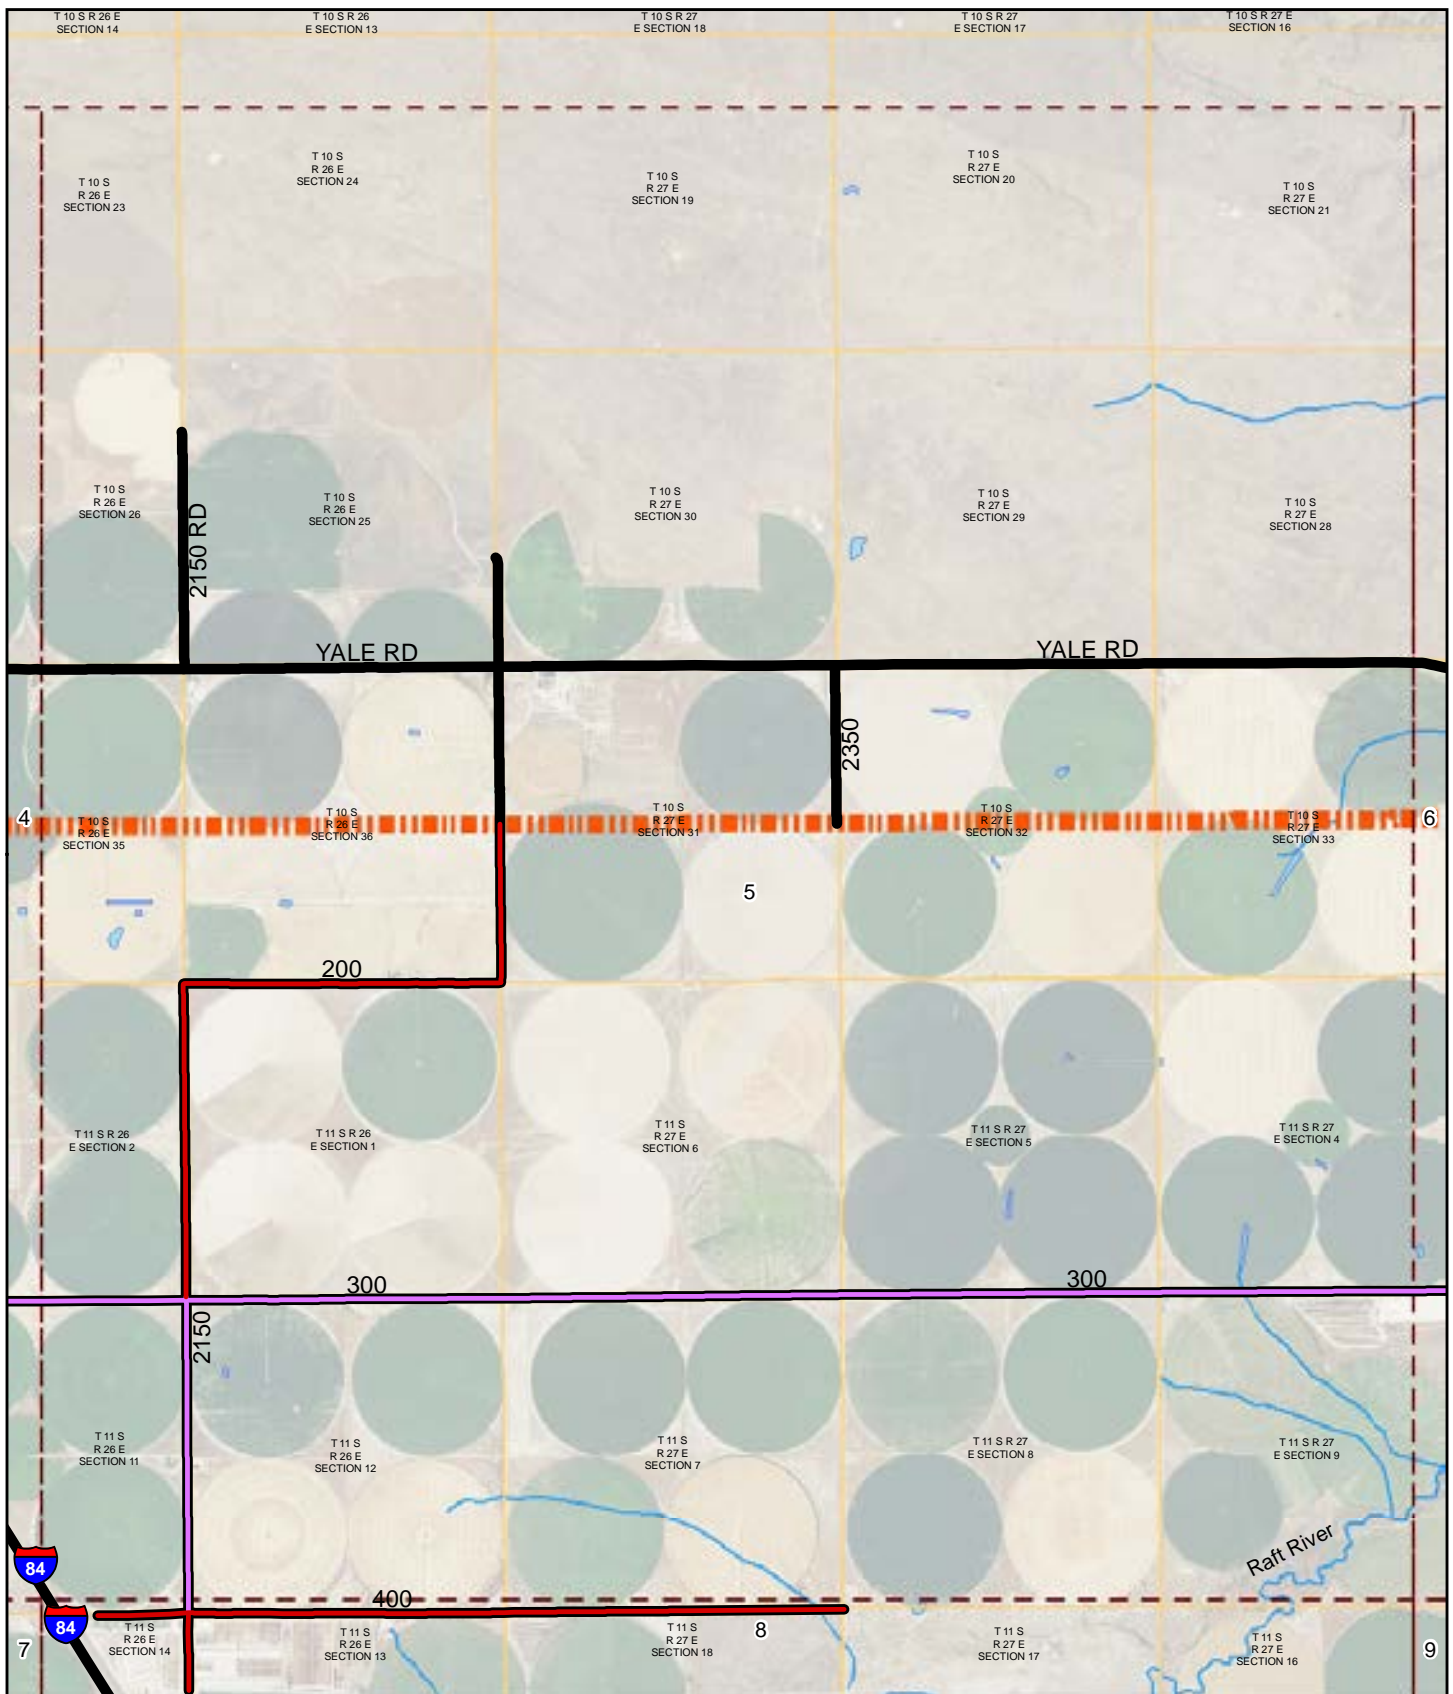 T 10 S R 26 E
SECTION 14
T 10 S R 26
E SECTION 13
T 10 S R 27
E SECTION 18
T 10 S R 27
E SECTION 17
T 10 S R 27 E
SECTION 16
T 10 S
R 26 E
SECTION 23
T 10 S
R 26 E
SECTION 24
T 10 S
R 27 E
SECTION 19
T 10 S
R 27 E
SECTION 20
T 10 S
R 27 E
SECTION 21
T 10 S
R 26 E
SECTION 26
2150 RD
T 10 S
R 26 E
SECTION 25
T 10 S
R 27 E
SECTION 30
T 10 S
R 27 E
SECTION 29
T 10 S
R 27 E
SECTION 28
YALE RD
YALE RD
2350
4
T 10 S
R 26 E
SECTION 35
T 10 S
R 26 E
SECTION 36
T 10 S
R 27 E
SECTION 31
T 10 S
R 27 E
SECTION 32
T 10 S
R 27 E
SECTION 33
6
5
200
T 11 S R 26
E SECTION 2
T 11 S R 26
E SECTION 1
T 11 S
R 27 E
SECTION 6
T 11 S R 27
E SECTION 5
T 11 S R 27
E SECTION 4
300
300
2150
T 11 S
R 26 E
SECTION 11
T 11 S
R 26 E
SECTION 12
T 11 S
R 27 E
SECTION 7
T 11 S R 27
E SECTION 8
T 11 S R 27
E SECTION 9
Raft River
84
84
400
7
T 11 S
R 26 E
SECTION 14
T 11 S
R 26 E
SECTION 13
T 11 S
R 27 E
SECTION 18
8
T 11 S
R 27 E
SECTION 17
T 11 S
R 27 E
SECTION 16
9